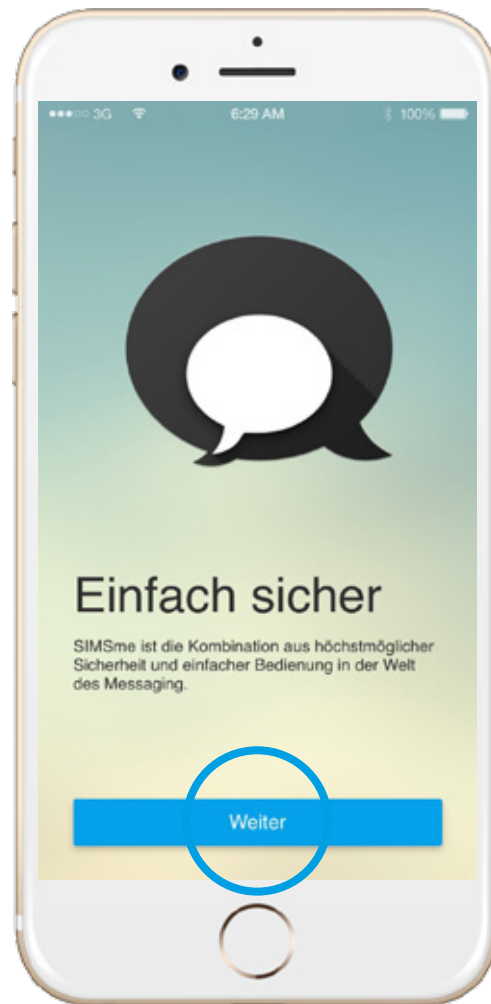 3G 6:29 AM 100%
Einfach sicher
SIMSme ist die Kombination aus höchstmöglicher
Sicherheit und einfacher Bedienung in der Welt
des Messaging.
Weiter